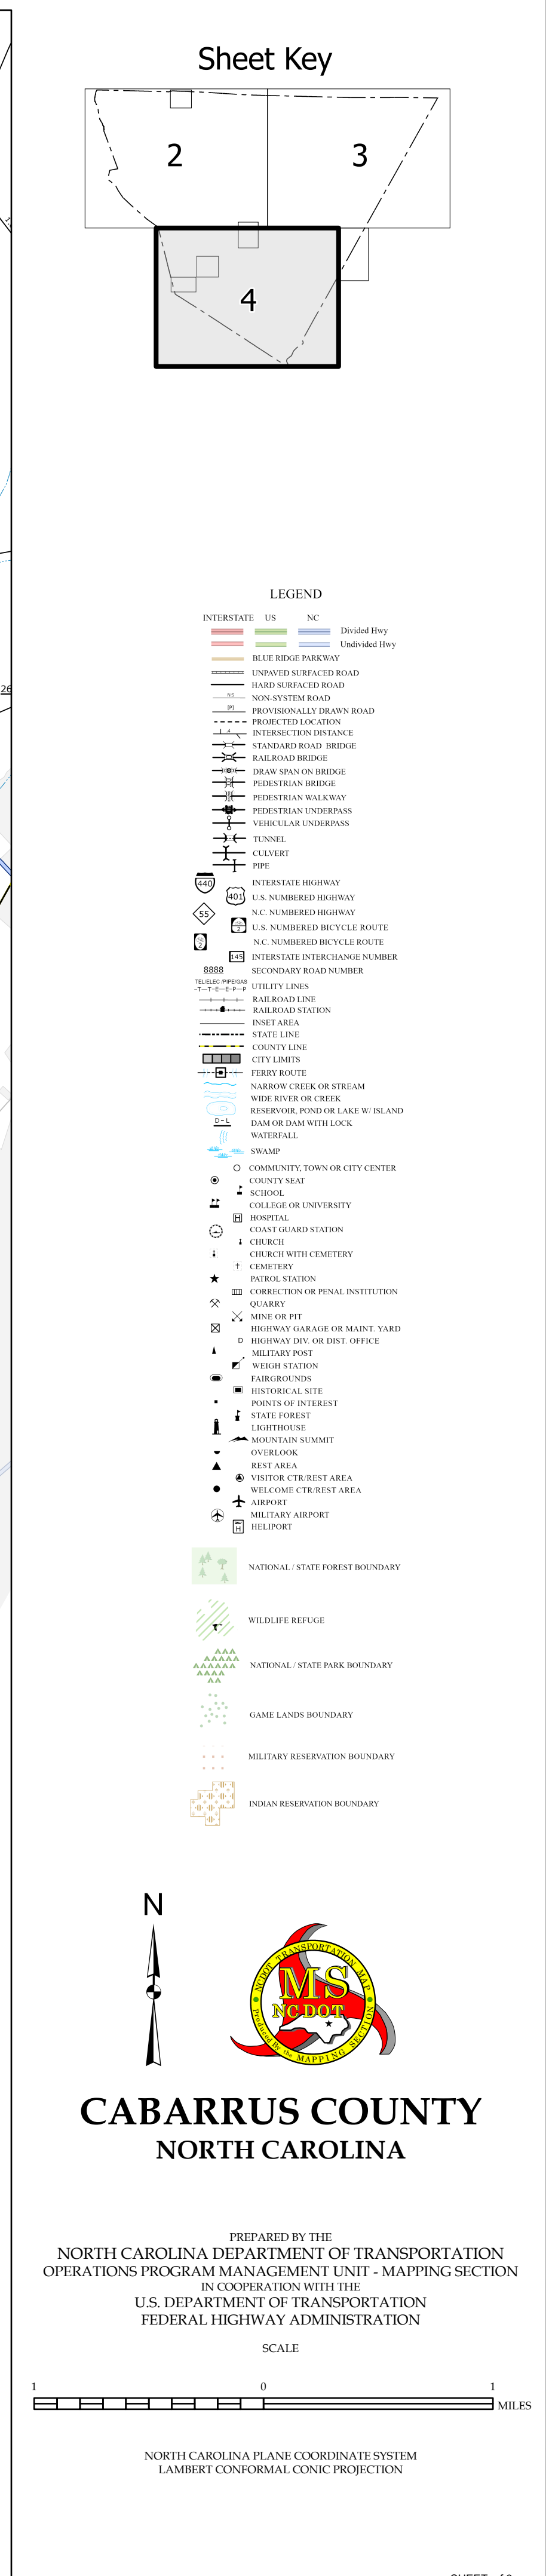 Sheet Key
2
3
4
26
LEGEND
INTERSTATE US NC
Divided Hwy
Undivided Hwy
BLUE RIDGE PARKWAY
UNPAVED SURFACED ROAD
HARD SURFACED ROAD
N S NON-SYSTEM ROAD
[P] PROVISIONALLY DRAWN ROAD
PROJECTED LOCATION
.4 INTERSECTION DISTANCE
STANDARD ROAD BRIDGE
RAILROAD BRIDGE
DRAW SPAN ON BRIDGE
PEDESTRIAN BRIDGE
PEDESTRIAN WALKWAY
PEDESTRIAN UNDERPASS
VEHICULAR UNDERPASS
TUNNEL
CULVERT
PIPE
440 INTERSTATE HIGHWAY
401 U.S. NUMBERED HIGHWAY
55 N.C. NUMBERED HIGHWAY
2 U.S. NUMBERED BICYCLE ROUTE
2 N.C. NUMBERED BICYCLE ROUTE
145 INTERSTATE INTERCHANGE NUMBER
8888 SECONDARY ROAD NUMBER
TEL/ELEC /PIPE/GAS
-T---T-E---E-P---P UTILITY LINES
RAILROAD LINE
RAILROAD STATION
INSET AREA
STATE LINE
COUNTY LINE
CITY LIMITS
FERRY ROUTE
NARROW CREEK OR STREAM
WIDE RIVER OR CREEK
RESERVOIR, POND OR LAKE W/ ISLAND
D-L DAM OR DAM WITH LOCK
WATERFALL
SWAMP
COMMUNITY, TOWN OR CITY CENTER
COUNTY SEAT
SCHOOL
COLLEGE OR UNIVERSITY
H HOSPITAL
COAST GUARD STATION
CHURCH
CHURCH WITH CEMETERY
CEMETERY
PATROL STATION
CORRECTION OR PENAL INSTITUTION
QUARRY
MINE OR PIT
HIGHWAY GARAGE OR MAINT. YARD
D HIGHWAY DIV. OR DIST. OFFICE
MILITARY POST
WEIGH STATION
FAIRGROUNDS
HISTORICAL SITE
POINTS OF INTEREST
STATE FOREST
LIGHTHOUSE
MOUNTAIN SUMMIT
OVERLOOK
REST AREA
VISITOR CTR/REST AREA
WELCOME CTR/REST AREA
AIRPORT
MILITARY AIRPORT
H HELIPORT
NATIONAL / STATE FOREST BOUNDARY
WILDLIFE REFUGE
NATIONAL / STATE PARK BOUNDARY
GAME LANDS BOUNDARY
MILITARY RESERVATION BOUNDARY
INDIAN RESERVATION BOUNDARY
N
NCDOT TRANSPORTATION MAP
MS
NC DOT
Produced By the MAPPING SECTION
CABARRUS COUNTY
NORTH CAROLINA
PREPARED BY THE
NORTH CAROLINA DEPARTMENT OF TRANSPORTATION
OPERATIONS PROGRAM MANAGEMENT UNIT - MAPPING SECTION
IN COOPERATION WITH THE
U.S. DEPARTMENT OF TRANSPORTATION
FEDERAL HIGHWAY ADMINISTRATION
SCALE
1 0 1
MILES
NORTH CAROLINA PLANE COORDINATE SYSTEM
LAMBERT CONFORMAL CONIC PROJECTION